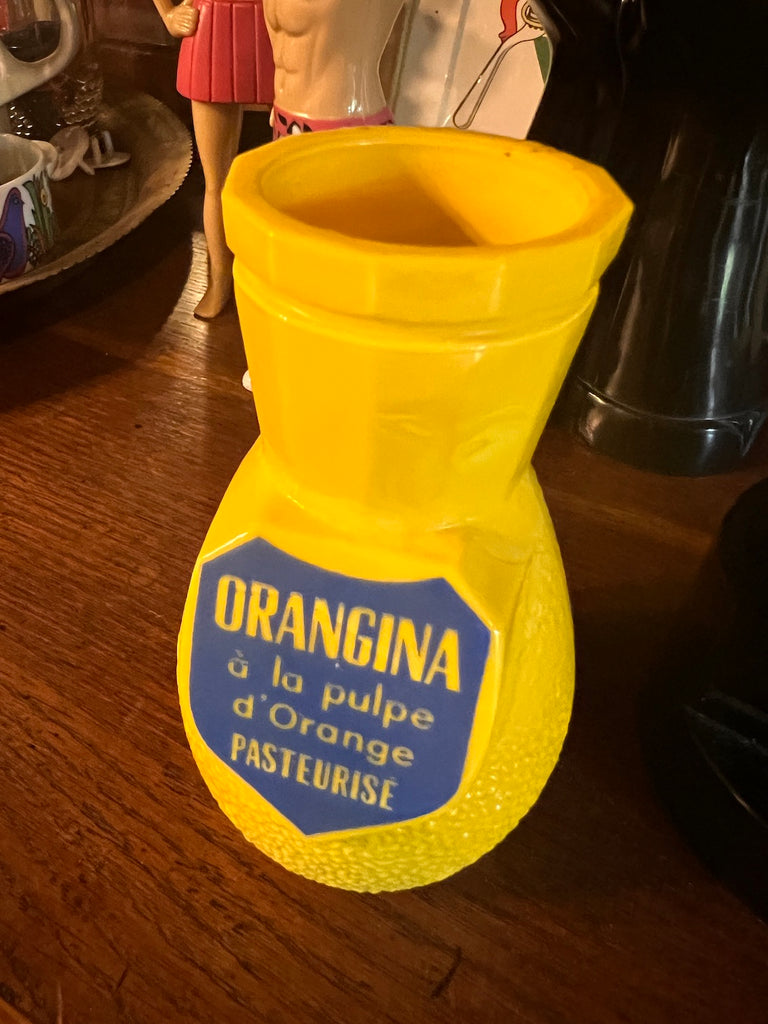 ORANGINA
à la pulpe
d'Orange
PASTEURISÉ